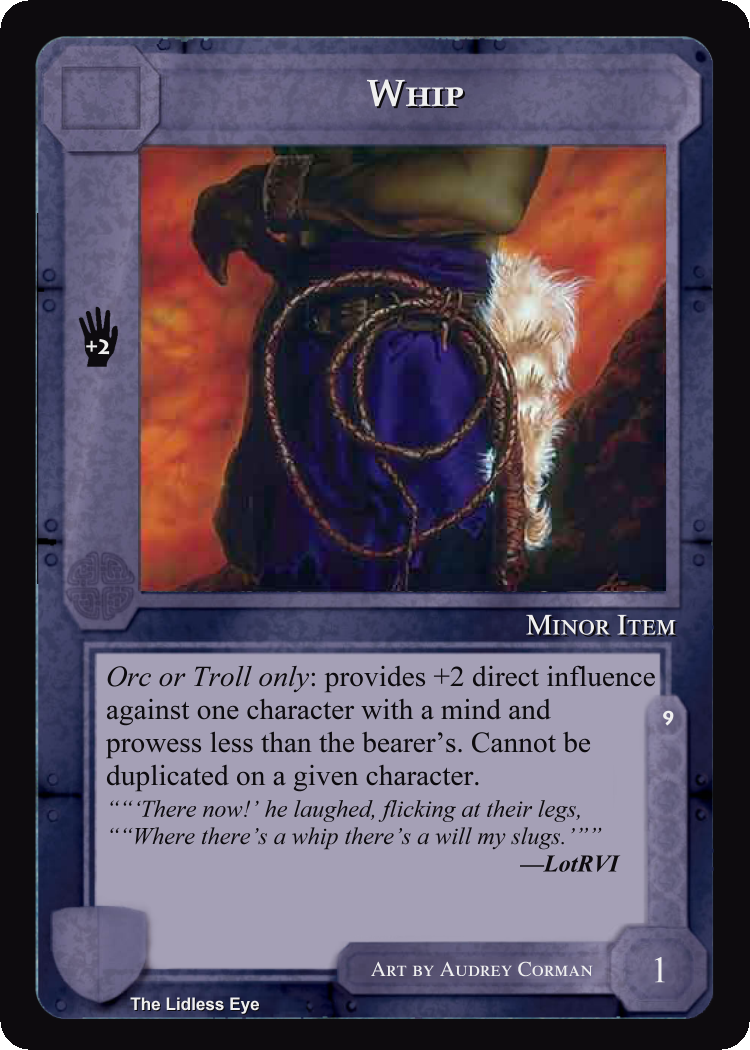 Whip
+2
Minor Item
Orc or Troll only: provides +2 direct influence
against one character with a mind and
prowess less than the bearer’s. Cannot be
duplicated on a given character.
9
““‘There now!’ he laughed, flicking at their legs,
““Where there’s a whip there’s a will my slugs.’””
—LotRVI
Art by Audrey Corman
1
The Lidless Eye